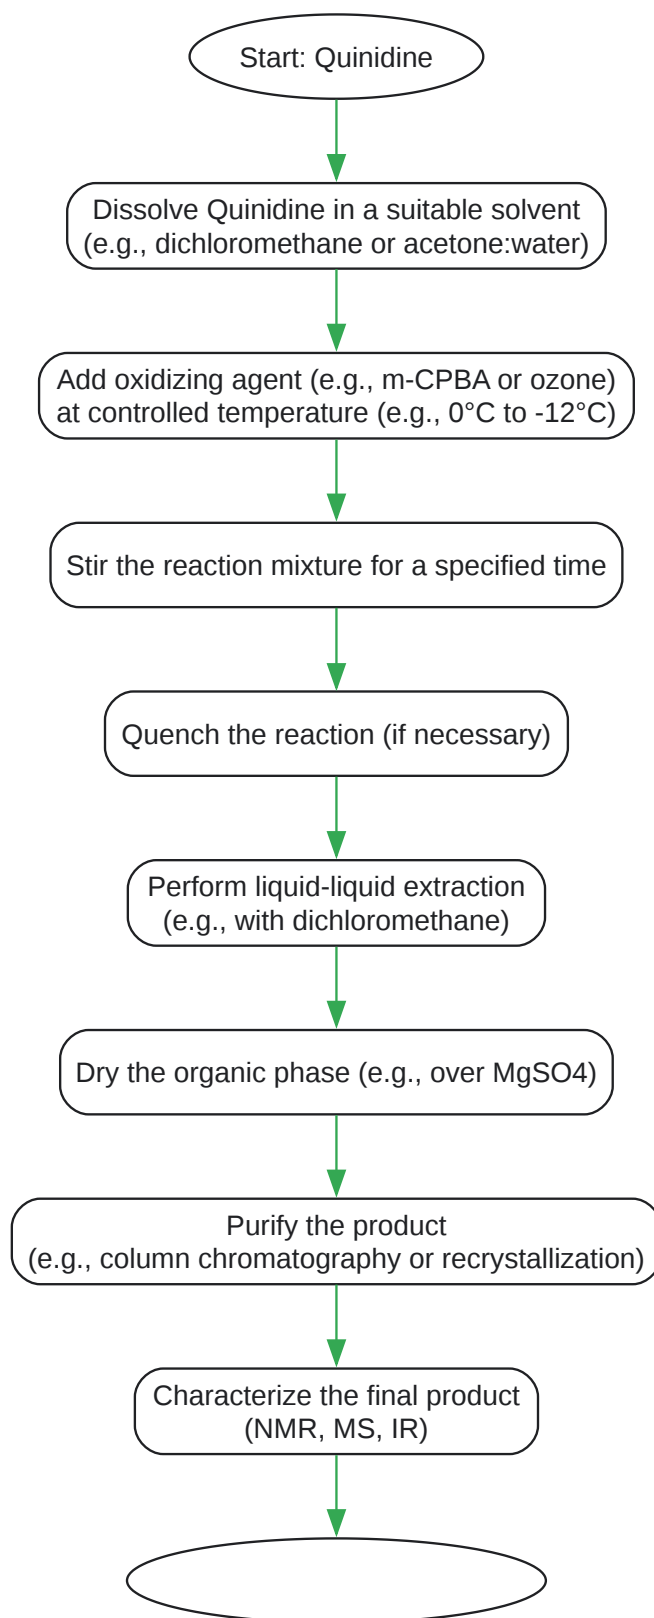 Start: Quinidine
Dissolve Quinidine in a suitable solvent
(e.g., dichloromethane or acetone:water)
Add oxidizing agent (e.g., m-CPBA or ozone)
at controlled temperature (e.g., 0°C to -12°C)
Stir the reaction mixture for a specified time
Quench the reaction (if necessary)
Perform liquid-liquid extraction
(e.g., with dichloromethane)
Dry the organic phase (e.g., over MgSO4)
Purify the product
(e.g., column chromatography or recrystallization)
Characterize the final product
(NMR, MS, IR)